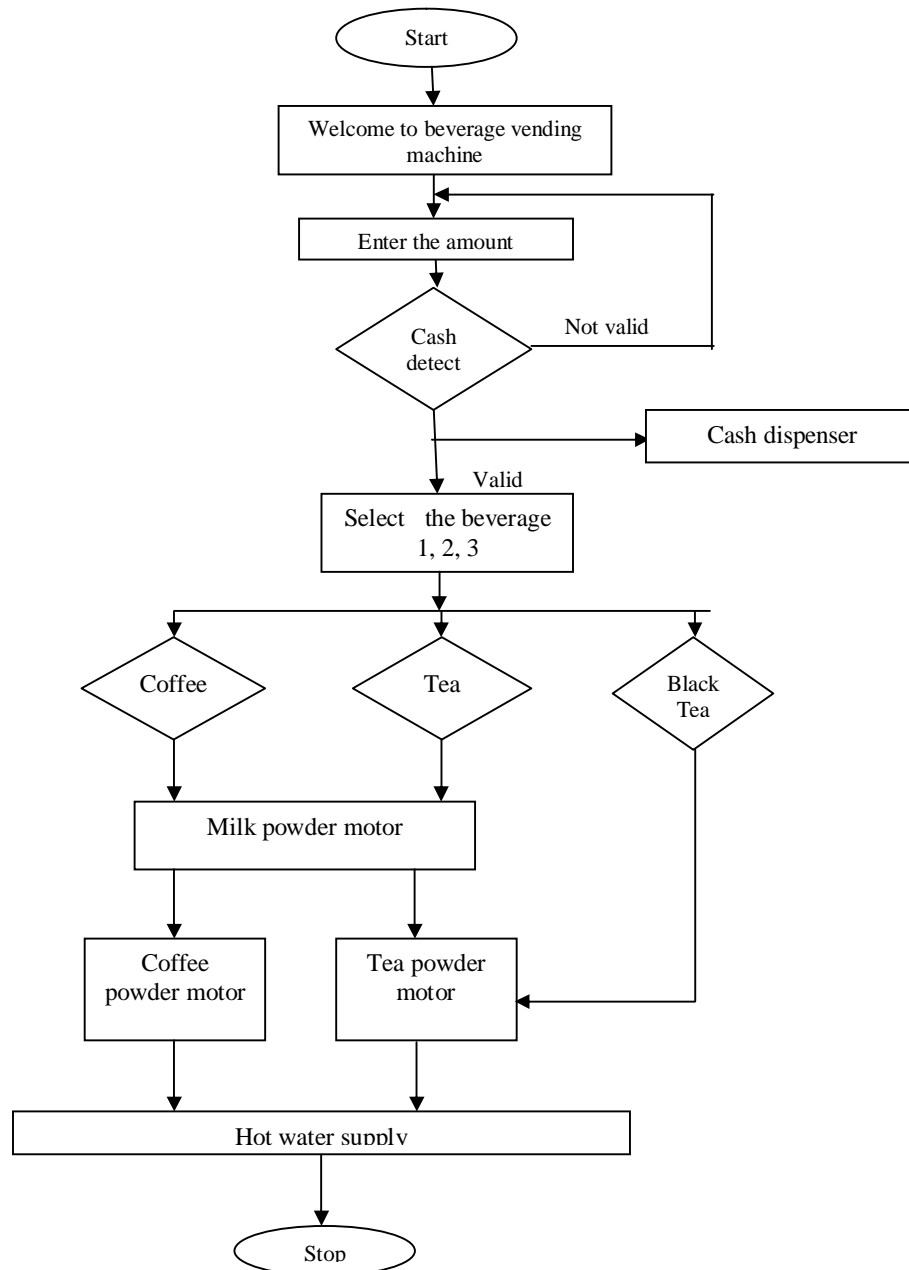 Start
Welcome to beverage vending
machine
Enter the amount
Cash
detect
Not valid
Cash dispenser
Valid
Select the beverage
1, 2, 3
Coffee
Tea
Black
Tea
Milk powder motor
Coffee
powder motor
Tea powder
motor
Hot water supply
Stop